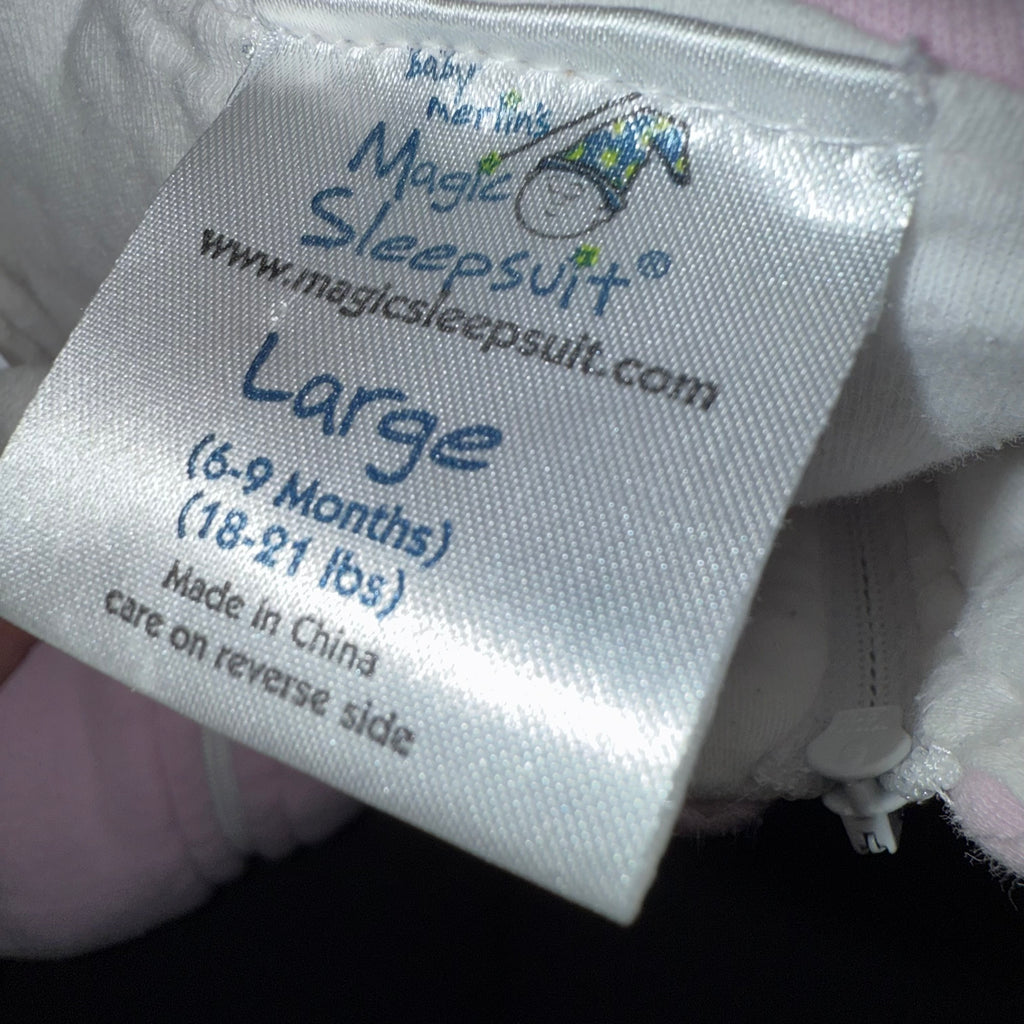 baby
merlin's
Magic
Sleepsuit®
www.magicsleepsuit.com
Large
(6-9 Months)
(18-21 lbs)
Made in China
care on reverse side